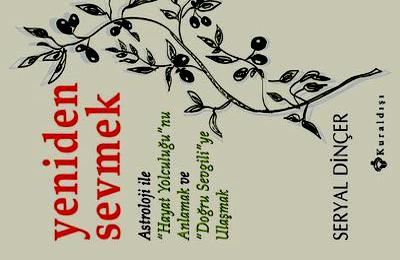 yeniden
sevmek
Astroloji ile
"Hayat Yolculuğu"nu
Anlamak ve
"Doğru Sevgili"ye
Ulaşmak
SERYAL DİNÇER
Kuraldışı